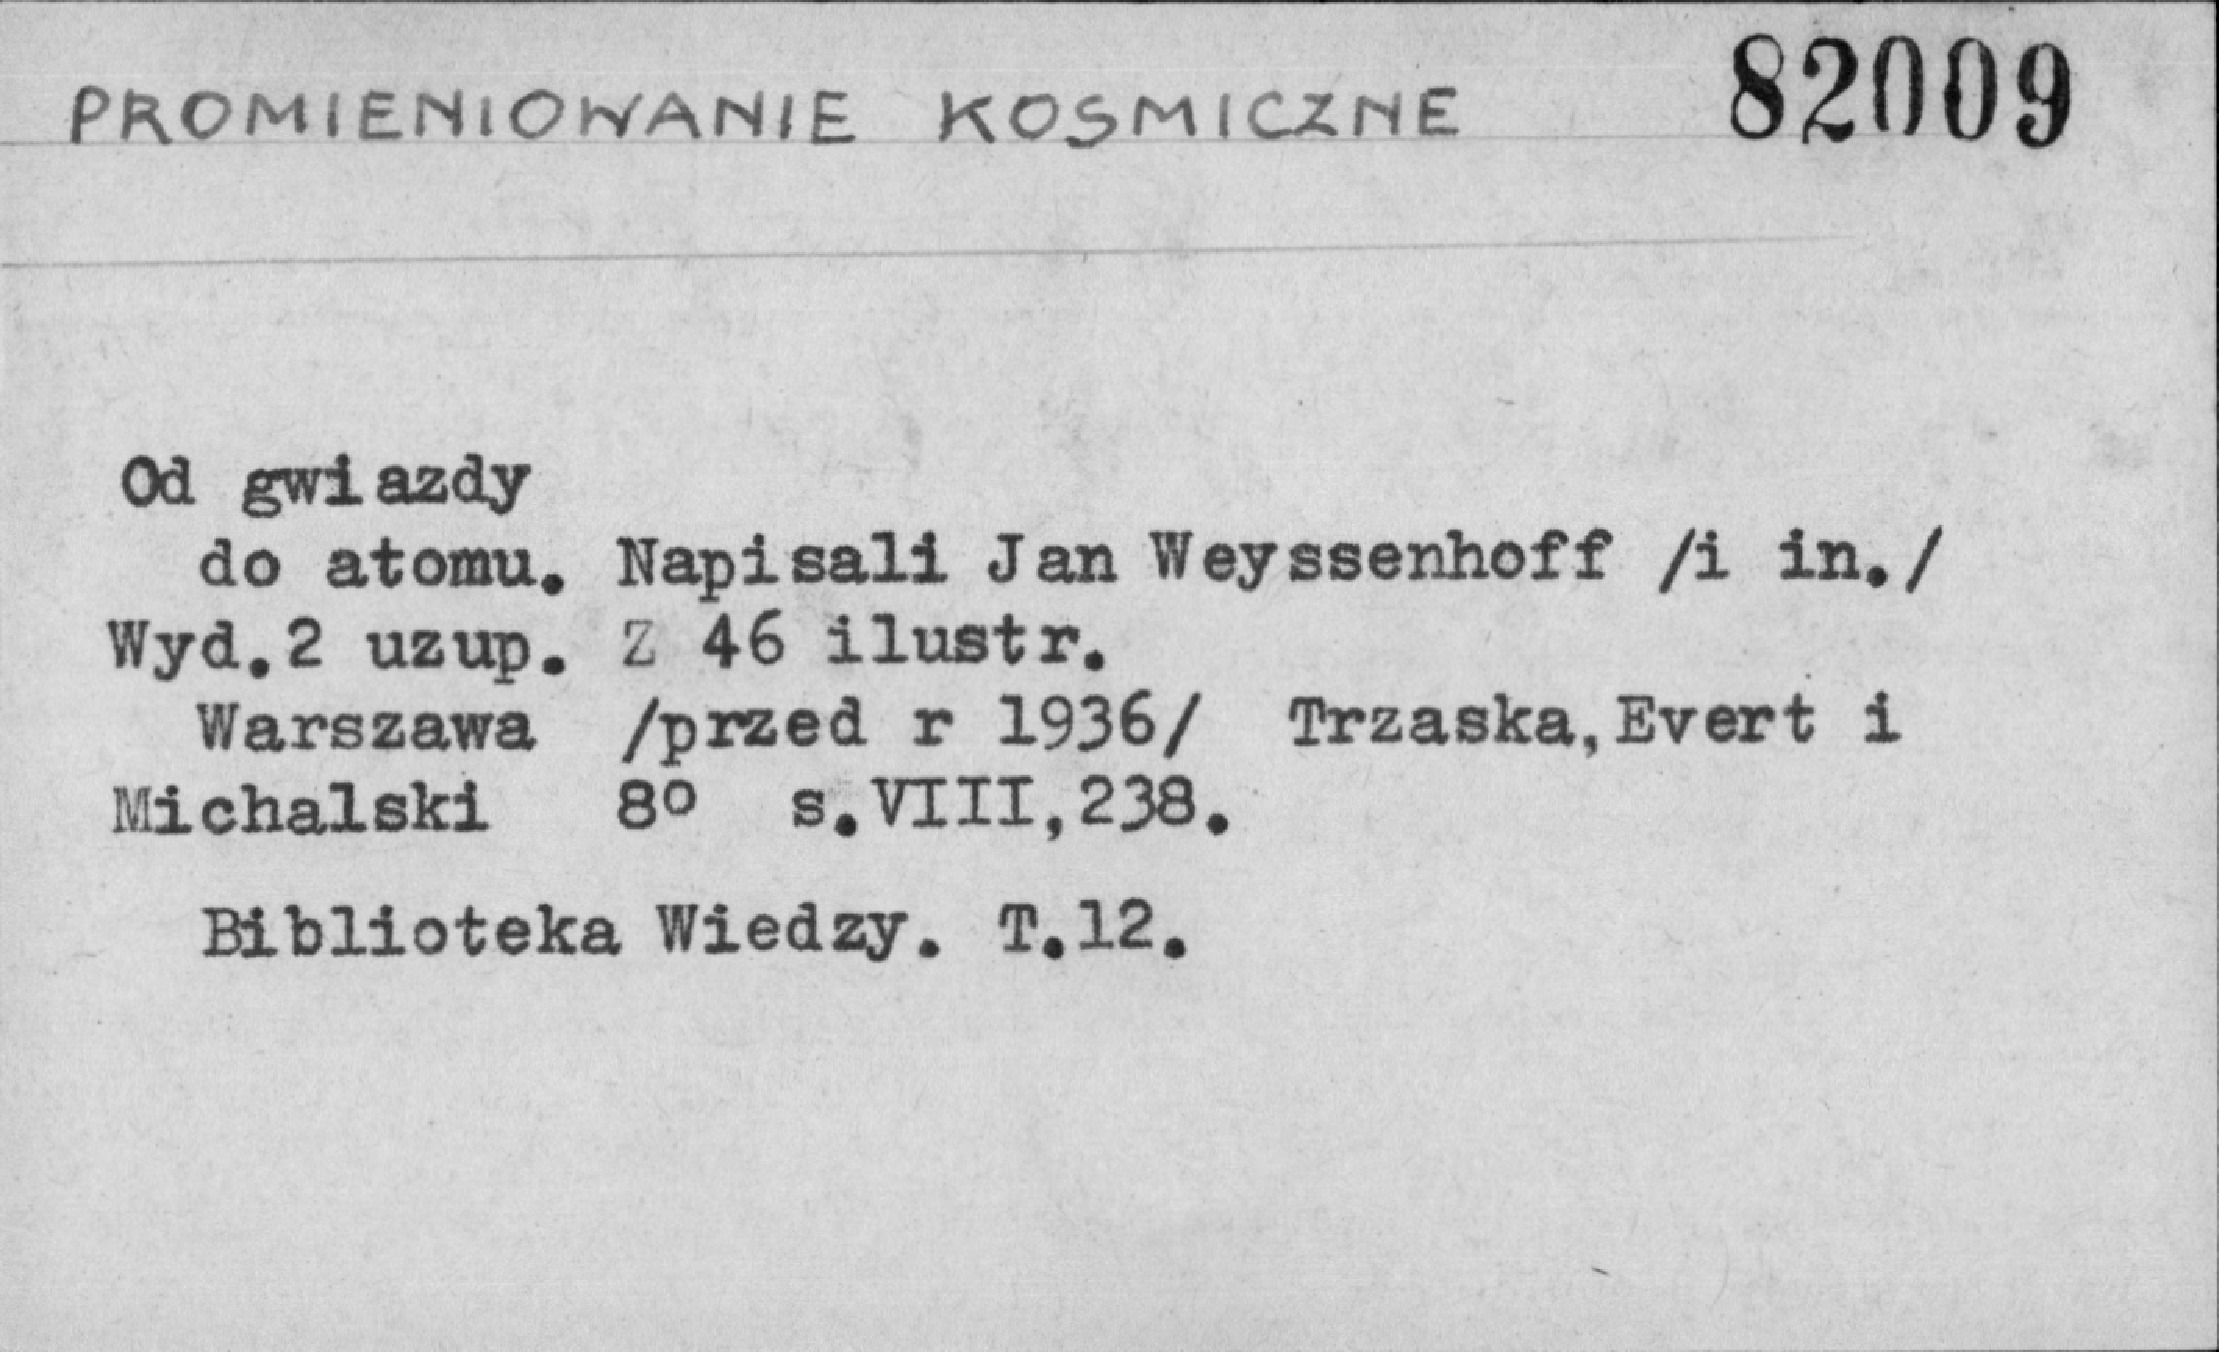 PROMIENIOWANIE KOSMICZNE 82009
Od gwiazdy
do atomu. Napisali Jan Weyssenhoff /i in./
Wyd.2 uzup. Z 46 ilustr.
Warszawa /przed r 1936/ Trzaska,Evert i
Michalski 8o s.VIII,238.
Biblioteka Wiedzy. T.12.